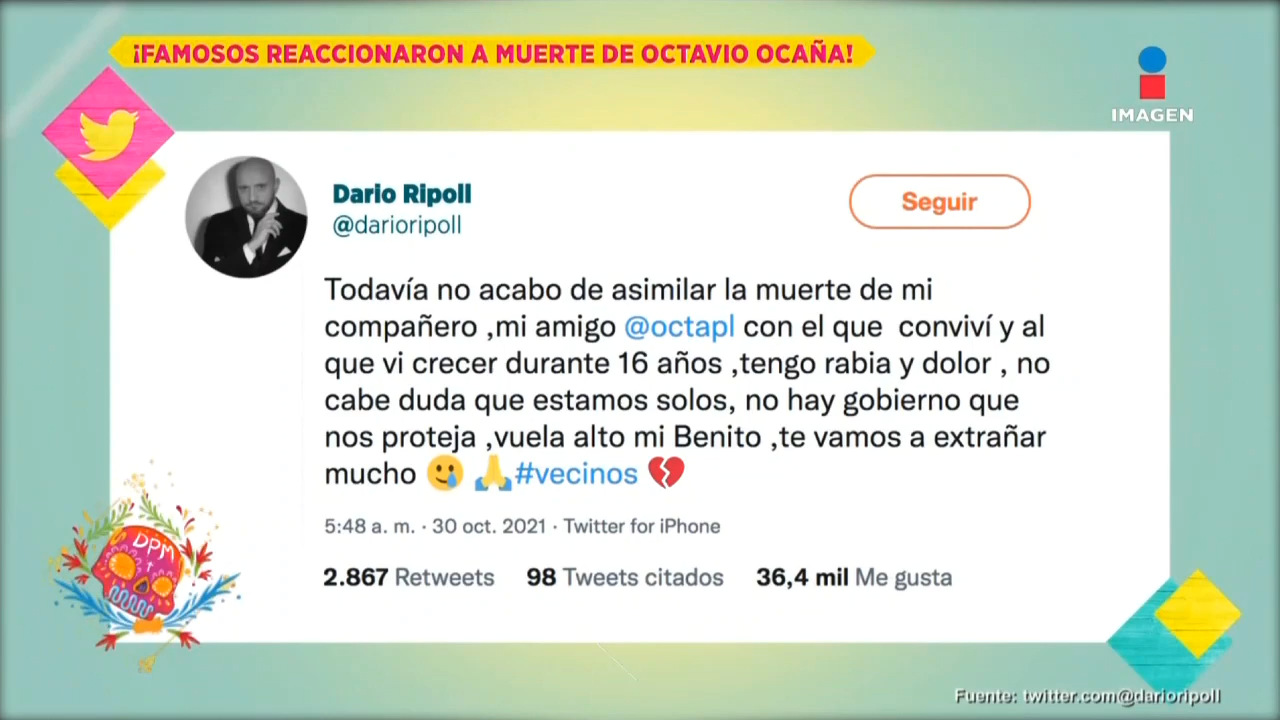 ¡FAMOSOS REACCIONARON A MUERTE DE OCTAVIO OCAÑA!
IMAGEN
Dario Ripoll
@darioripoll
Seguir
Todavía no acabo de asimilar la muerte de mi
compañero ,mi amigo @octapl con el que conviví y al
que vi crecer durante 16 años ,tengo rabia y dolor , no
cabe duda que estamos solos, no hay gobierno que
nos proteja ,vuela alto mi Benito ,te vamos a extrañar
mucho 🥲 🙏#vecinos 💔
5:48 a. m. · 30 oct. 2021 · Twitter for iPhone
2.867 Retweets 98 Tweets citados 36,4 mil Me gusta
DPM
Fuente: twitter.com@darioripoll